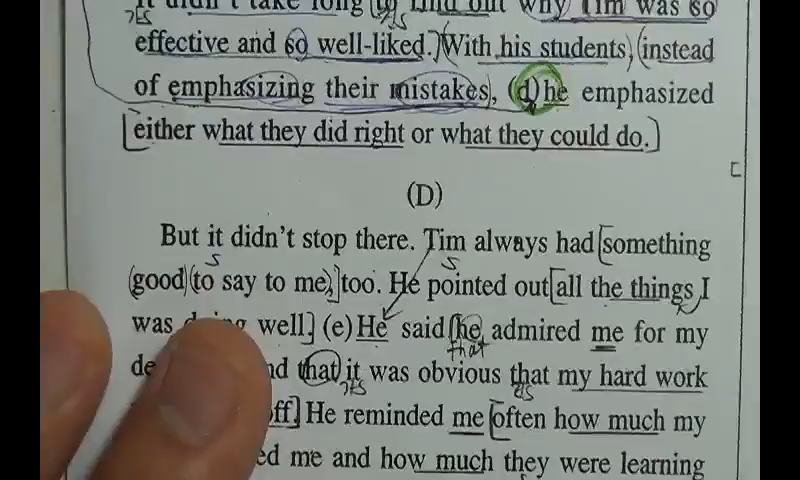 It didn't take long to find out why Tim was so
effective and so well-liked. With his students, (instead
of emphasizing their mistakes), (d) he emphasized
[either what they did right or what they could do.]
(D)
But it didn't stop there. Tim always had [something
S S
(good) (to say to me),] too. He pointed out [all the things I
was well] (e) He said [he admired me for my
that
that it was obvious that my hard work
off.] He reminded me [often how much my
me and how much they were learning